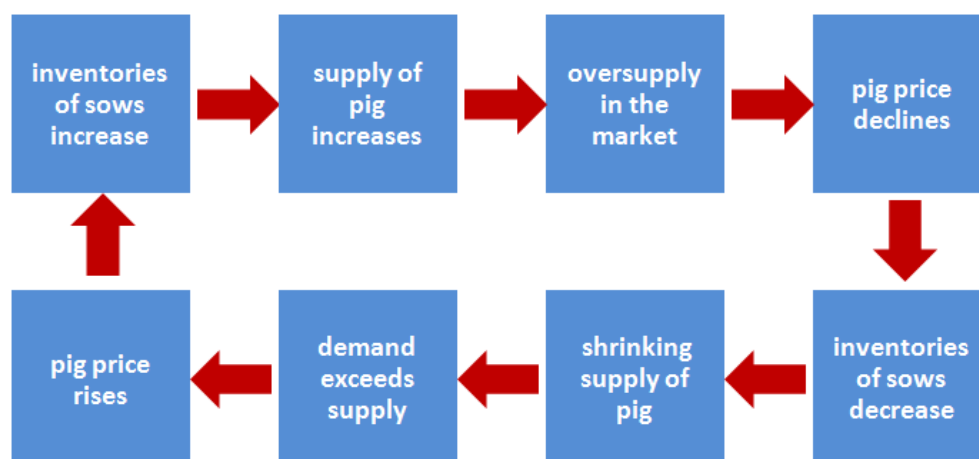 inventories
of sows
increase
supply of
pig
increases
oversupply
in the
market
pig price
declines
inventories
of sows
decrease
shrinking
supply of
pig
demand
exceeds
supply
pig price
rises